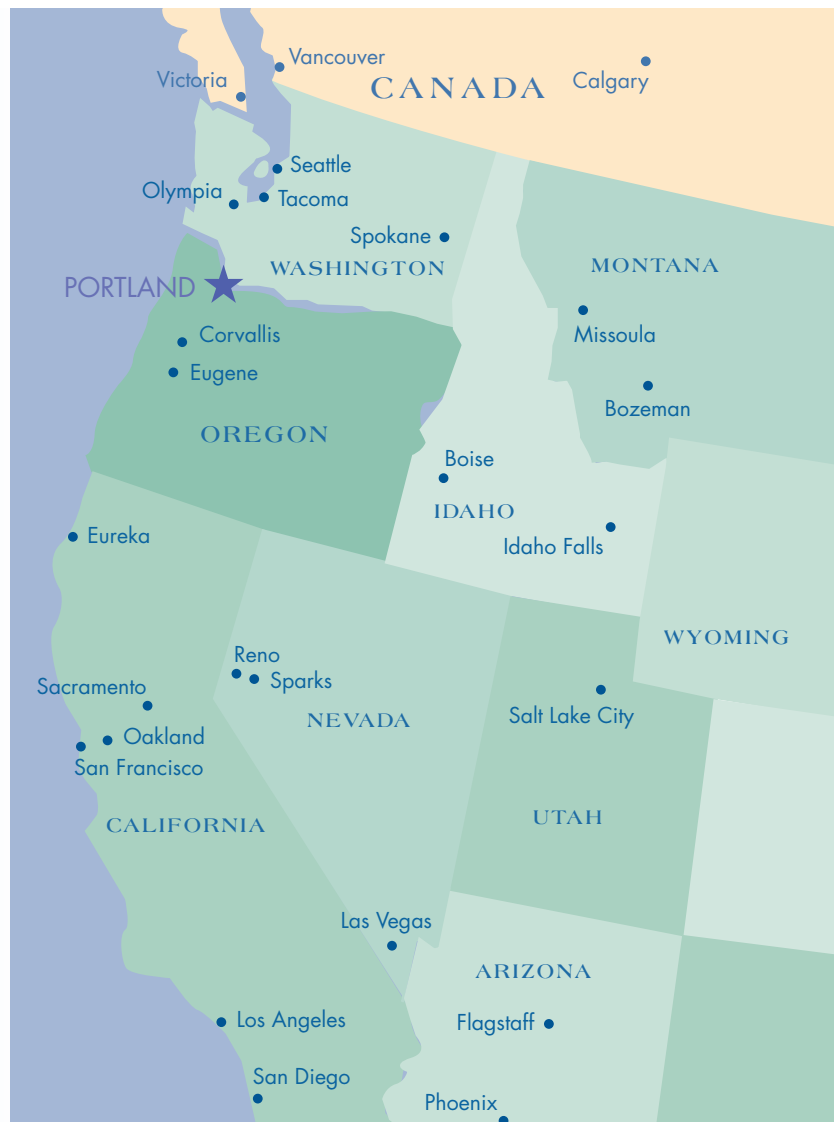 Vancouver
Victoria
CANADA
Calgary
Seattle
Olympia
Tacoma
Spokane
WASHINGTON
MONTANA
PORTLAND
Corvallis
Missoula
Eugene
Bozeman
OREGON
Boise
IDAHO
Eureka
Idaho Falls
WYOMING
Reno
Sparks
Sacramento
NEVADA
Salt Lake City
Oakland
San Francisco
CALIFORNIA
UTAH
Las Vegas
ARIZONA
Los Angeles
Flagstaff
San Diego
Phoenix